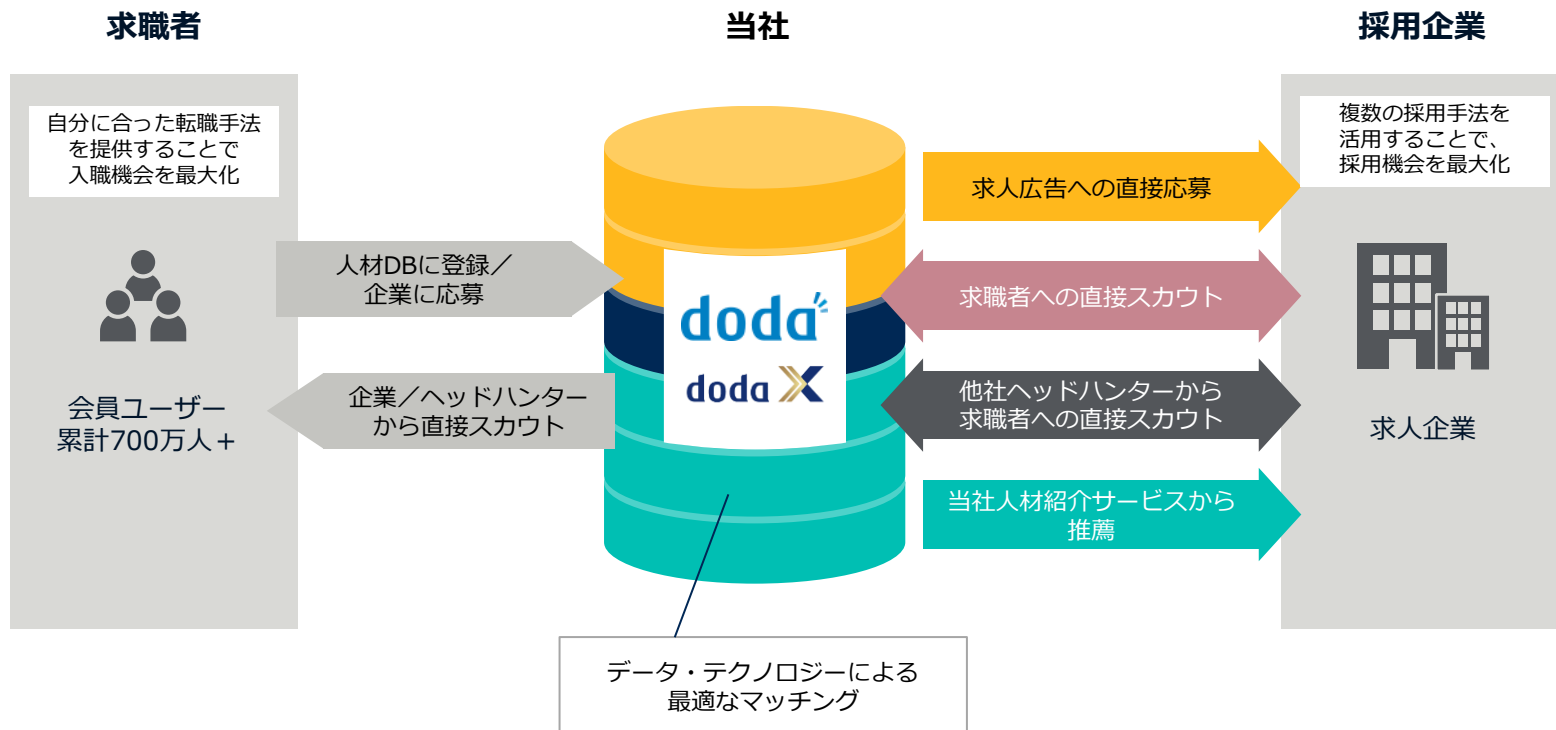 求職者
当社
採用企業
自分に合った転職手法
を提供することで
入職機会を最大化
会員ユーザー
累計700万人＋
人材DBに登録／
企業に応募
企業／ヘッドハンター
から直接スカウト
doda
doda X
データ・テクノロジーによる
最適なマッチング
求人広告への直接応募
求職者への直接スカウト
他社ヘッドハンターから
求職者への直接スカウト
当社人材紹介サービスから
推薦
複数の採用手法を
活用することで、
採用機会を最大化
求人企業